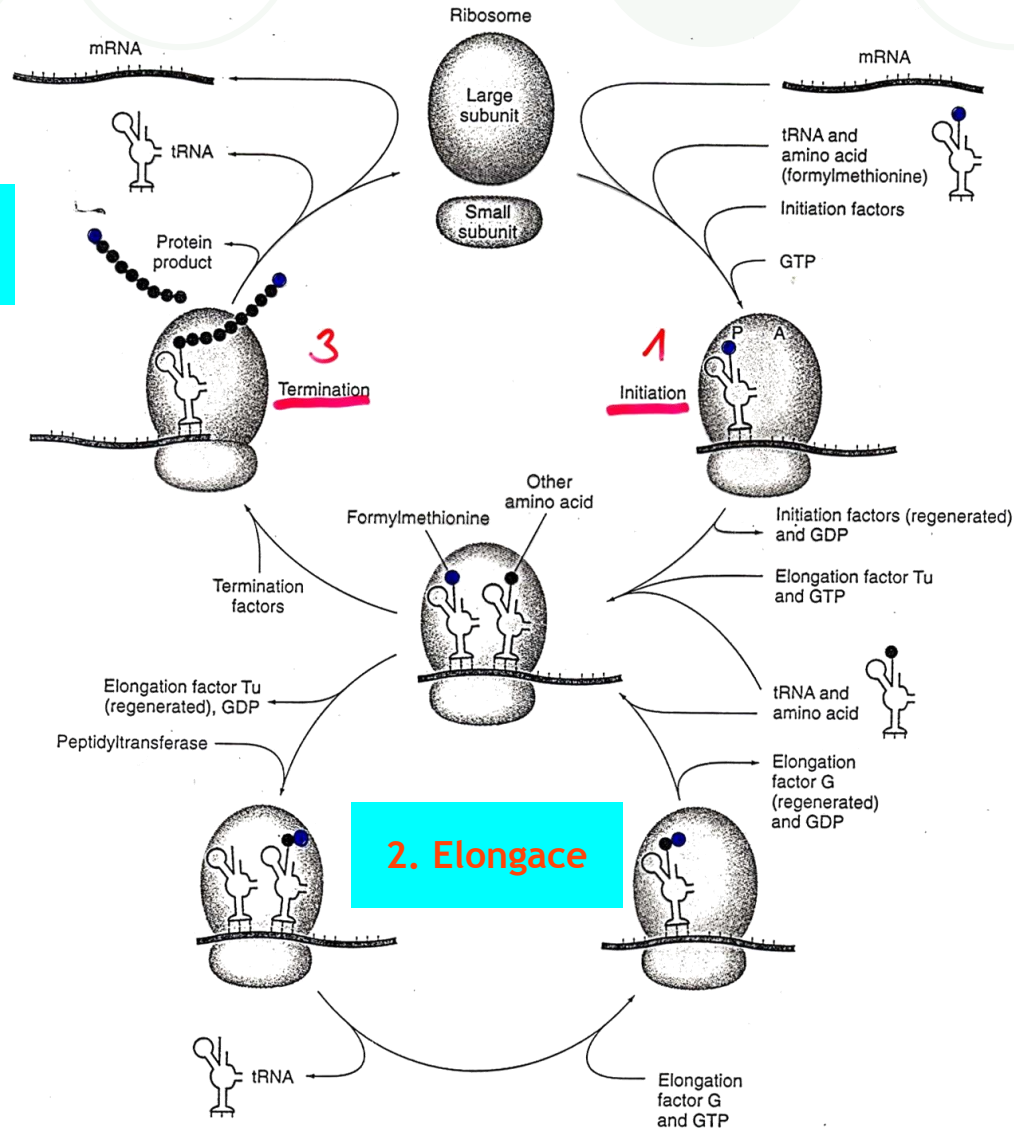 Ribosome
mRNA
Large
subunit
mRNA
tRNA
tRNA and
amino acid
(formylmethionine)
Small
subunit
Initiation factors
Protein
product
GTP
P A
3
Termination
1
Initiation
Other
amino acid
Formylmethionine
Initiation factors (regenerated)
and GDP
Termination
factors
Elongation factor Tu
and GTP
Elongation factor Tu
(regenerated), GDP
tRNA and
amino acid
Peptidyltransferase
Elongation
factor G
(regenerated)
and GDP
2. Elongace
tRNA
Elongation
factor G
and GTP